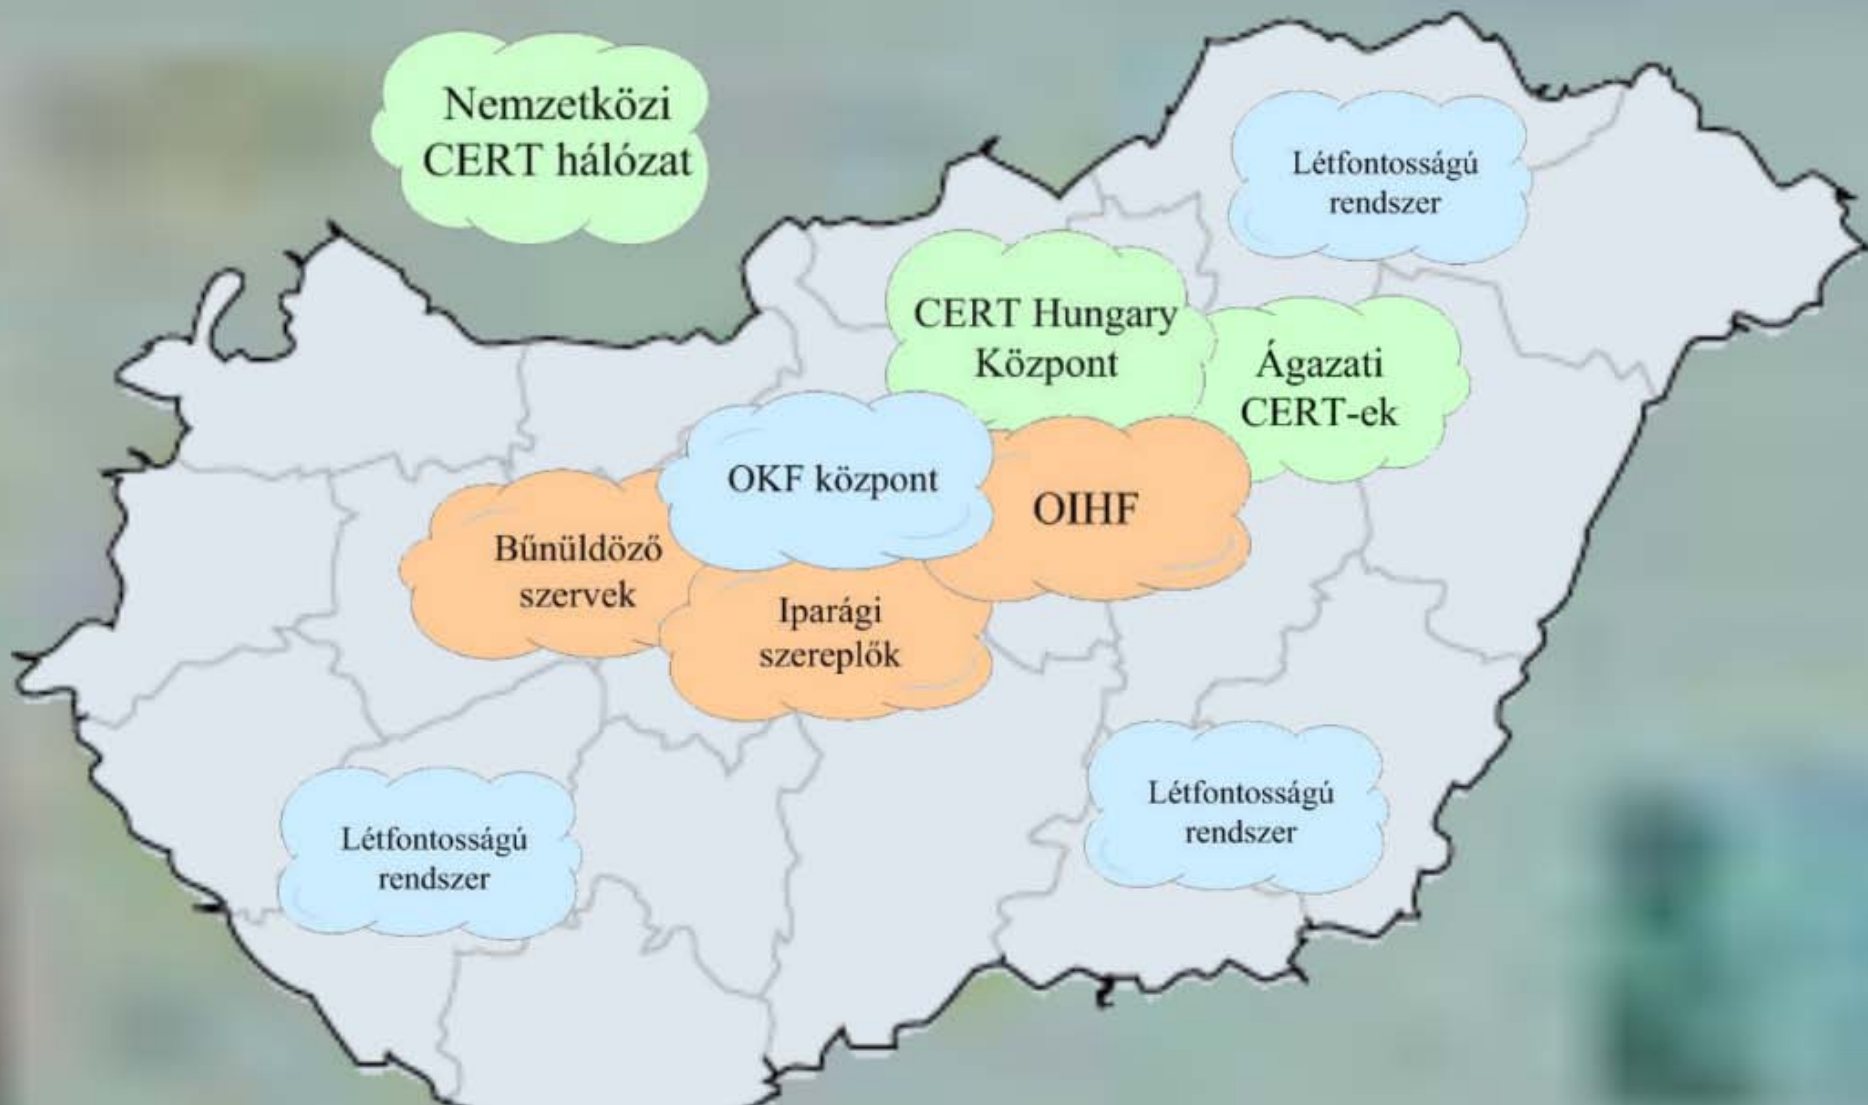 Nemzetközi
CERT hálózat
Létfontosságú
rendszer
CERT Hungary
Központ
Ágazati
CERT-ek
OKF központ
OIHF
Bűnüldöző
szervek
Iparági
szereplők
Létfontosságú
rendszer
Létfontosságú
rendszer